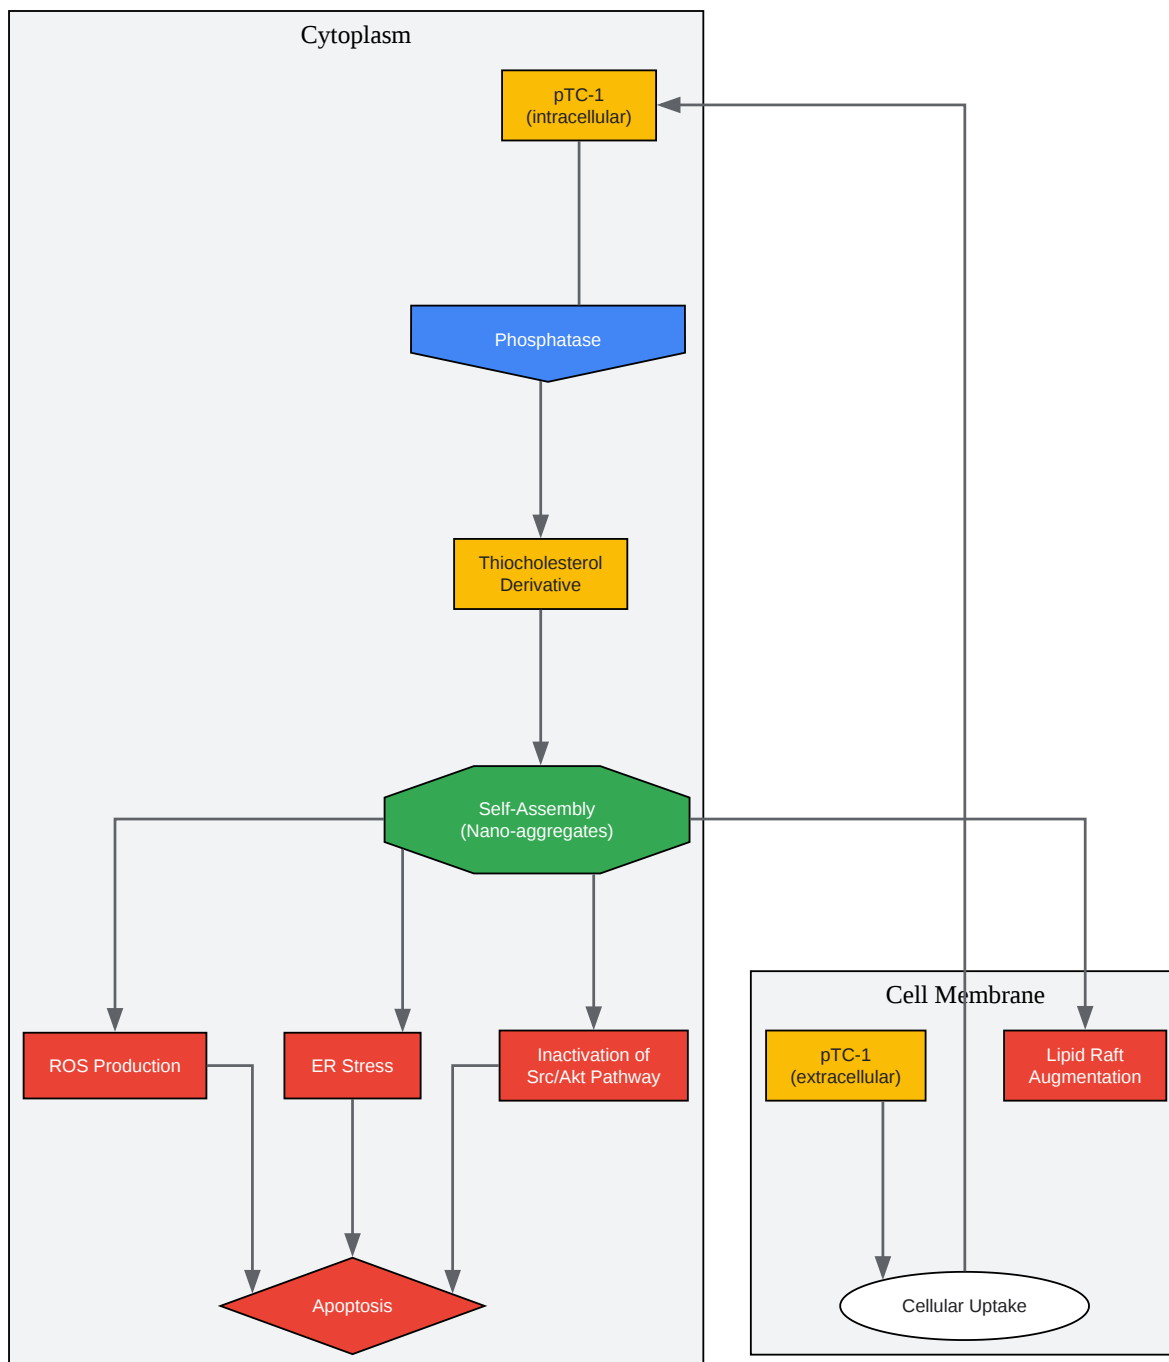 Cytoplasm
pTC-1
(intracellular)
Phosphatase
Thiocholesterol
Derivative
Self-Assembly
(Nano-aggregates)
ROS Production
ER Stress
Inactivation of
Src/Akt Pathway
Apoptosis
Cell Membrane
pTC-1
(extracellular)
Lipid Raft
Augmentation
Cellular Uptake